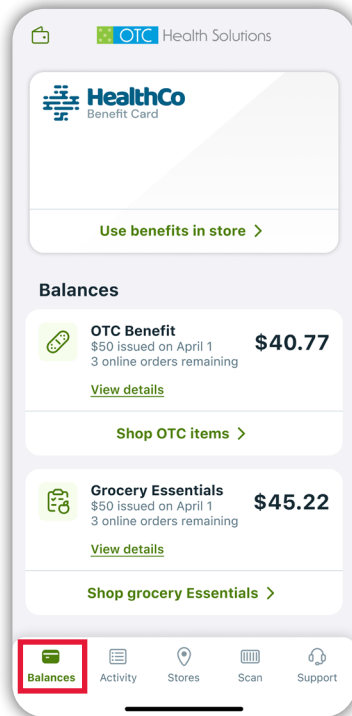 OTC Health Solutions
HealthCo
Benefit Card
Use benefits in store >
Balances
OTC Benefit
$50 issued on April 1
3 online orders remaining
$40.77
View details
Shop OTC items >
Grocery Essentials
$50 issued on April 1
3 online orders remaining
$45.22
View details
Shop grocery Essentials >
Balances Activity Stores Scan Support